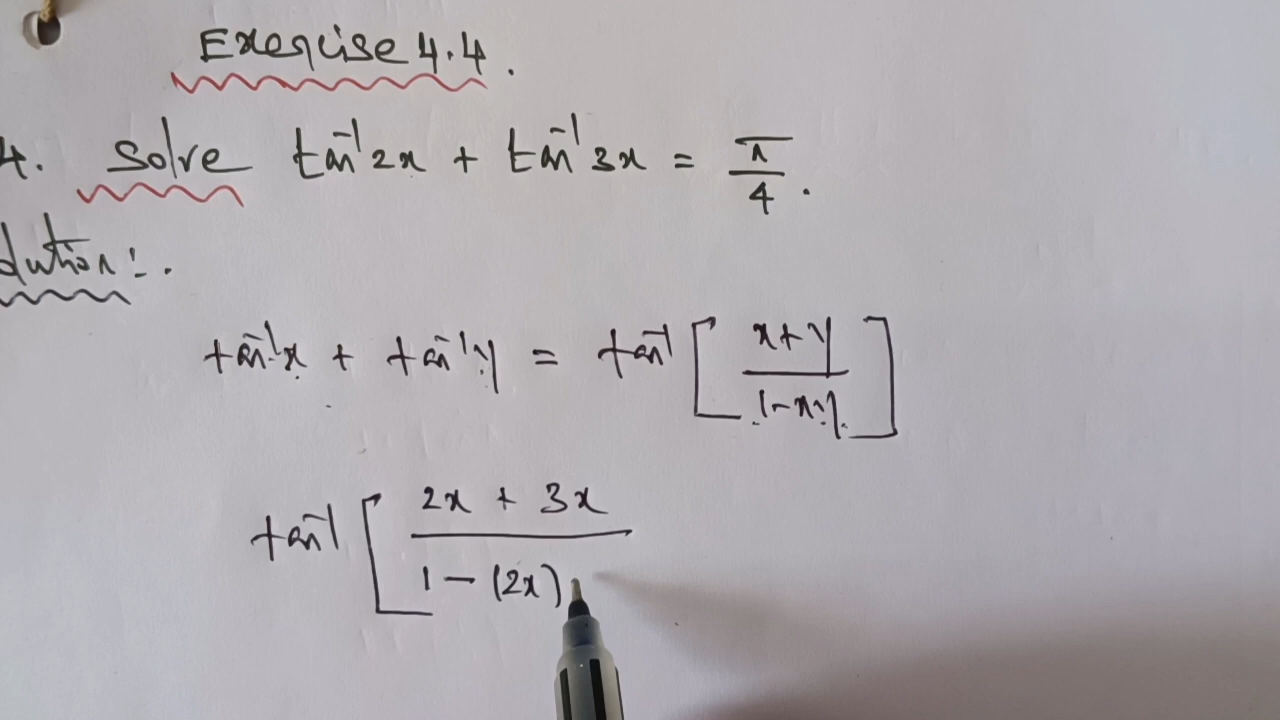 Exercise 4.4.
4. Solve tan⁻¹2x + tan⁻¹3x = π/4.
olution:-.
tan⁻¹x + tan⁻¹y = tan⁻¹[(x+y)/(1-xy)]
tan⁻¹[(2x + 3x)/(1-(2x)